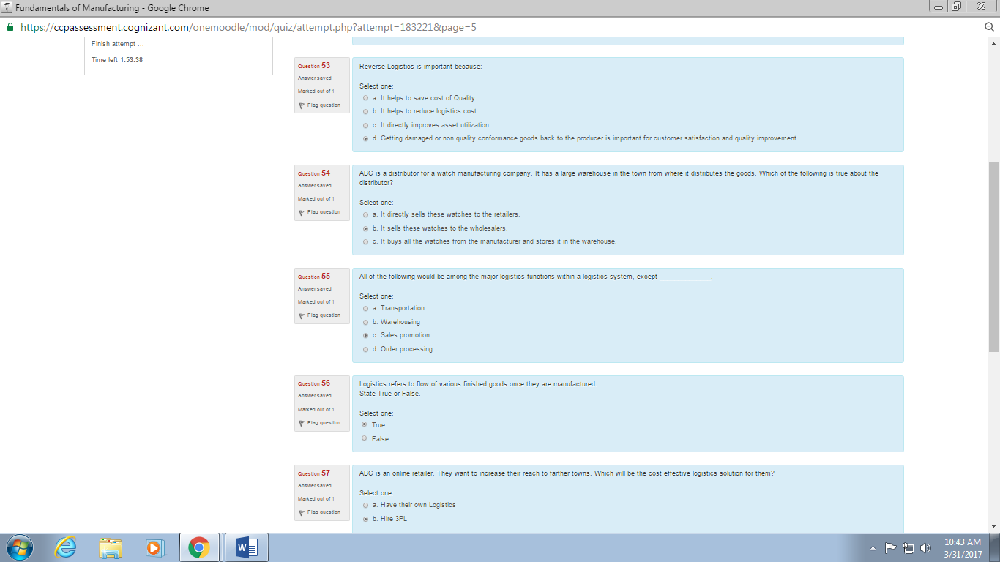 Fundamentals of Manufacturing - Google Chrome
https://ccpassessment.cognizant.com/onemoodle/mod/quiz/attempt.php?attempt=183221&page=5
Finish attempt ...
Time left 1:53:38
Question 53
Answer saved
Marked out of 1
Flag question
Reverse Logistics is important because:
Select one:
a. It helps to save cost of Quality.
b. It helps to reduce logistics cost.
c. It directly improves asset utilization.
d. Getting damaged or non quality conformance goods back to the producer is important for customer satisfaction and quality improvement.
Question 54
Answer saved
Marked out of 1
Flag question
ABC is a distributor for a watch manufacturing company. It has a large warehouse in the town from where it distributes the goods. Which of the following is true about the
distributor?
Select one:
a. It directly sells these watches to the retailers.
b. It sells these watches to the wholesalers.
c. It buys all the watches from the manufacturer and stores it in the warehouse.
Question 55
Answer saved
Marked out of 1
Flag question
All of the following would be among the major logistics functions within a logistics system, except ______________.
Select one:
a. Transportation
b. Warehousing
c. Sales promotion
d. Order processing
Question 56
Answer saved
Marked out of 1
Flag question
Logistics refers to flow of various finished goods once they are manufactured.
State True or False.
Select one:
True
False
Question 57
Answer saved
Marked out of 1
Flag question
ABC is an online retailer. They want to increase their reach to farther towns. Which will be the cost effective logistics solution for them?
Select one:
a. Have their own Logistics
b. Hire 3PL
10:43 AM
3/31/2017